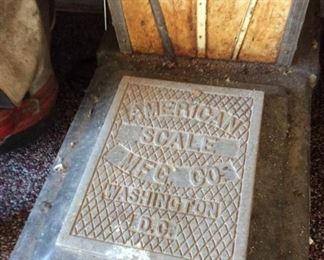 AMERICAN
SCALE
MFG. CO.
WASHINGTON
D.C.